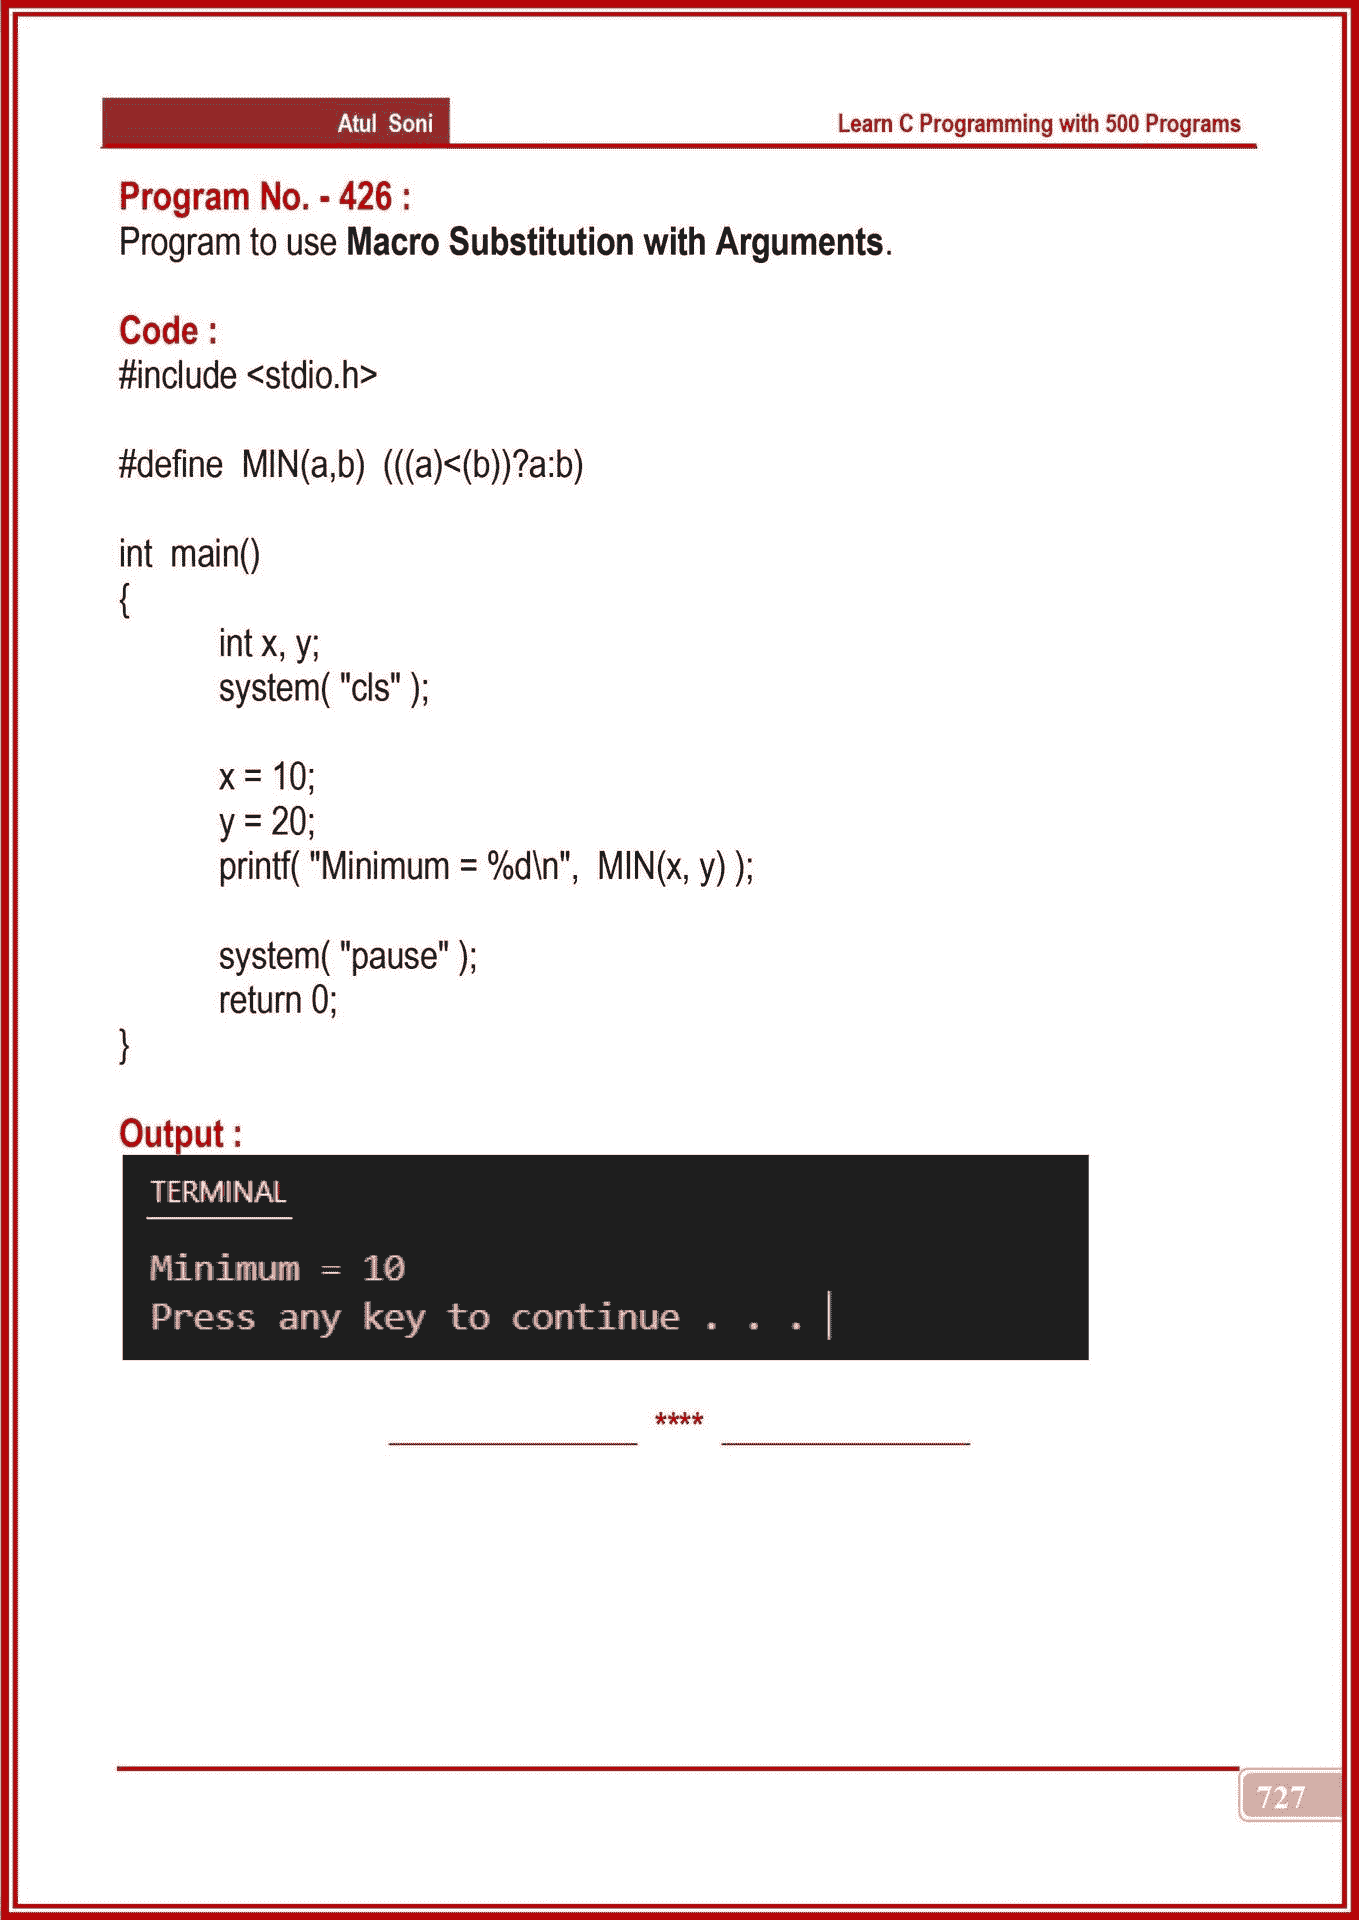 Atul Soni
Learn C Programming with 500 Programs
Program No. - 426 :
Program to use Macro Substitution with Arguments.
Code :
#include <stdio.h>
#define MIN(a,b) (((a)<(b))?a:b)
int main()
{
int x, y;
system( "cls" );
x = 10;
y = 20;
printf( "Minimum = %d\n", MIN(x, y) );
system( "pause" );
return 0;
}
Output :
TERMINAL
Minimum = 10
Press any key to continue . . .
****
727